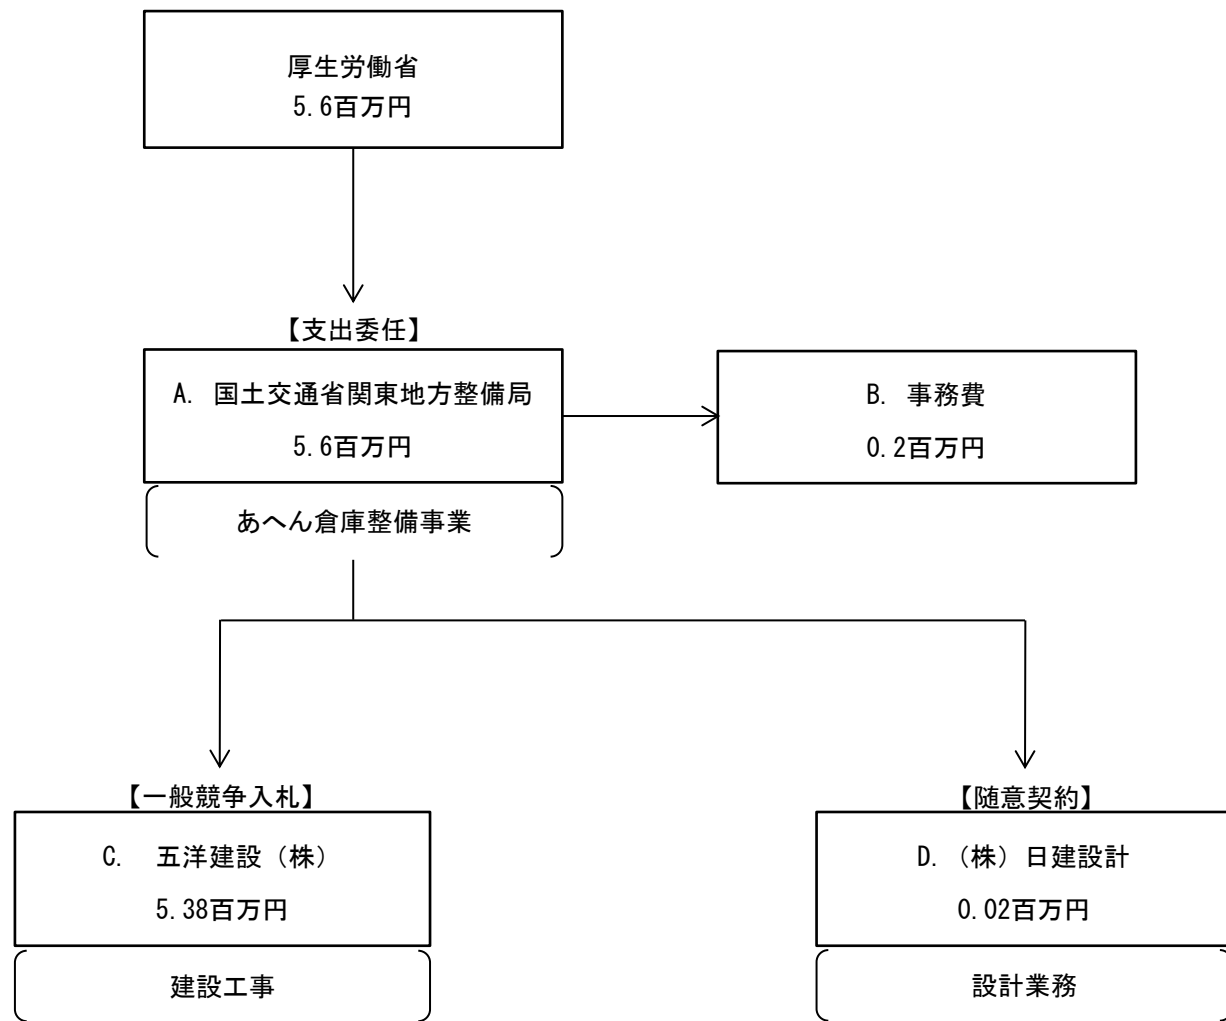 厚生労働省
5.6百万円
【支出委任】
A. 国土交通省関東地方整備局
5.6百万円
B. 事務費
0.2百万円
あへん倉庫整備事業
【一般競争入札】
C. 五洋建設（株）
5.38百万円
建設工事
【随意契約】
D.（株）日建設計
0.02百万円
設計業務